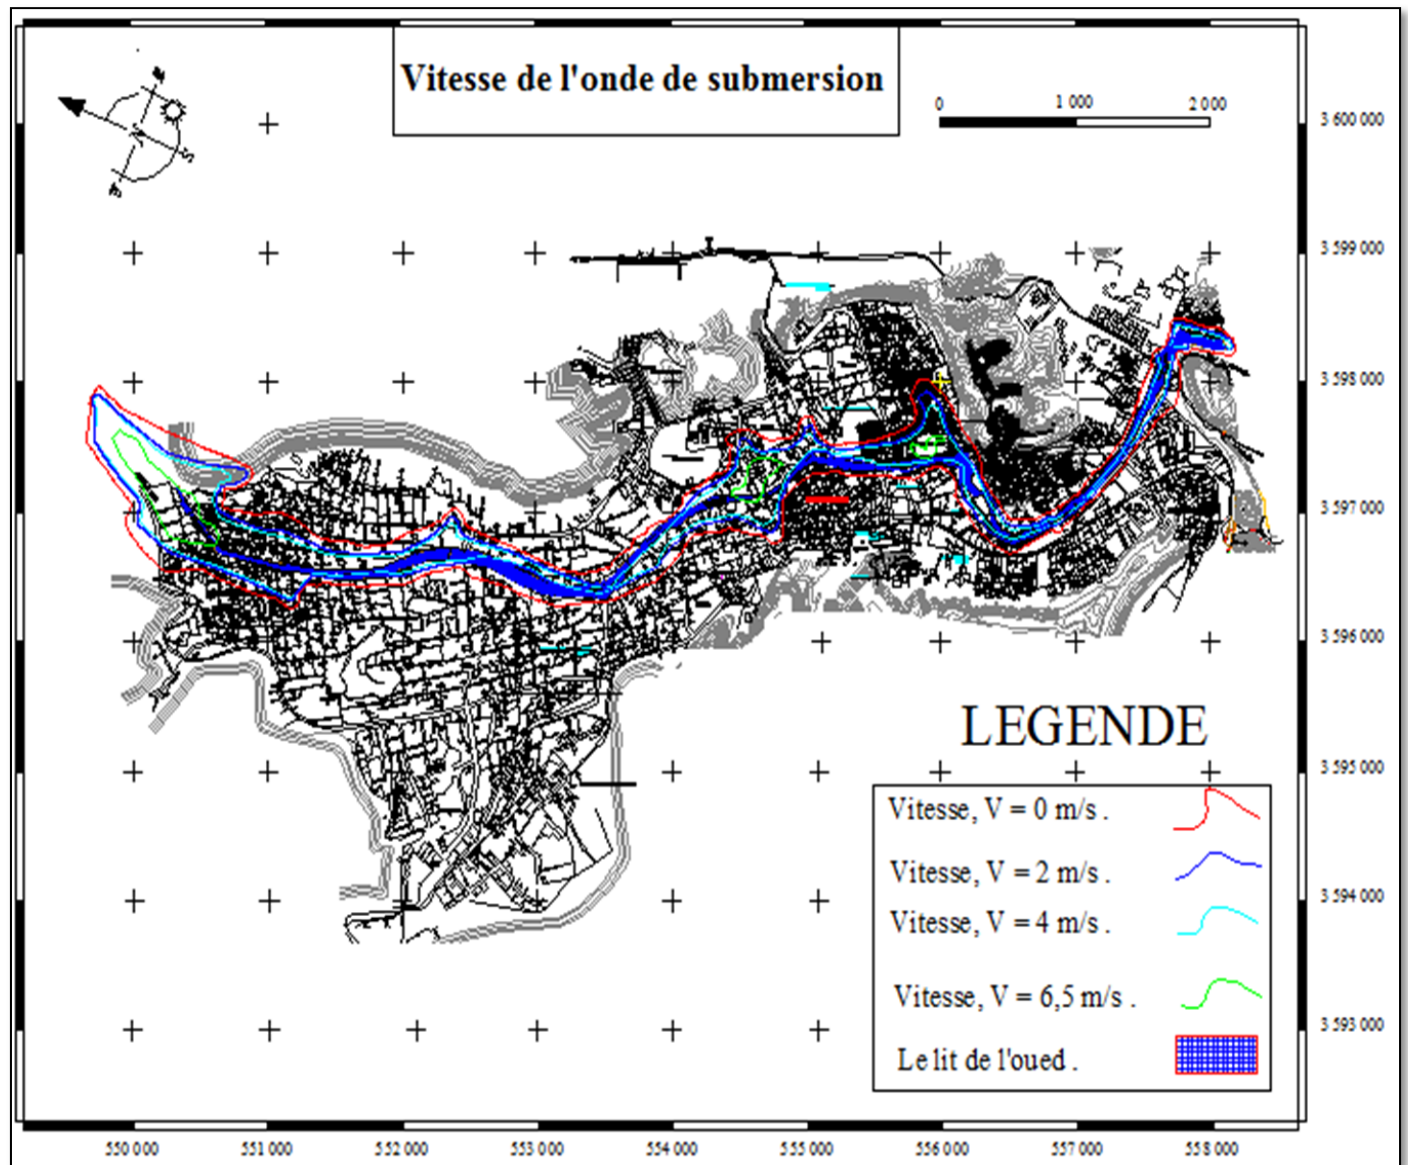 Vitesse de l'onde de submersion
0 1 000 2 000
3 600 000
3 599 000
3 598 000
3 597 000
3 596 000
3 595 000
3 594 000
3 593 000
LEGENDE
Vitesse, V = 0 m/s .
Vitesse, V = 2 m/s .
Vitesse, V = 4 m/s .
Vitesse, V = 6,5 m/s .
Le lit de l'oued .
550 000 551 000 552 000 553 000 554 000 555 000 556 000 557 000 558 000